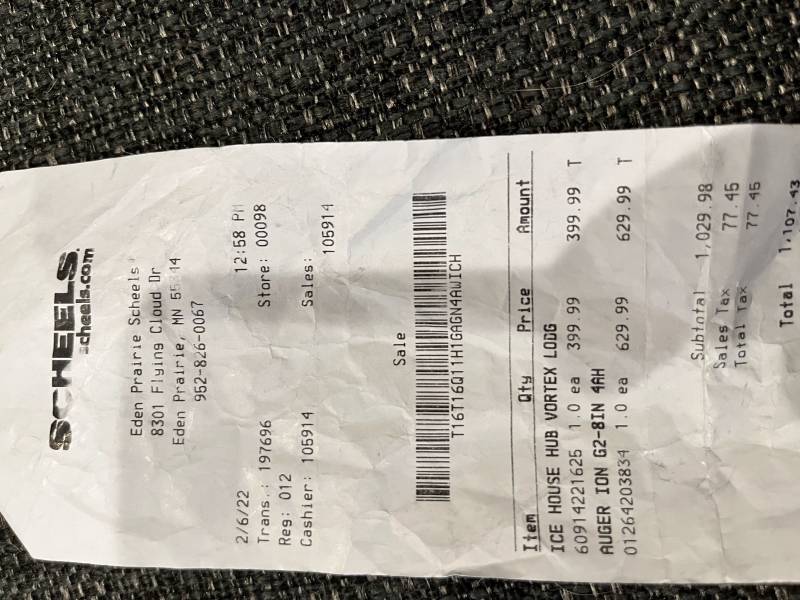 SCHEELS
scheels.com
Eden Prairie Scheels
8301 Flying Cloud Dr
Eden Prairie, MN
952-826-0067
2/6/22 12:58 PM
Trans.: 197696 Store: 00098
Reg: 012
Cashier: 105914 Sales: 105914
Sale
T16T16Q11H1GAGN4AWICH
Item Qty Price Amount
ICE HOUSE HUB VORTEX LODG
60914221625 1.0 ea 399.99 399.99 T
AUGER ION G2-8IN 4AH
01264203834 1.0 ea 629.99 629.99 T
Subtotal 1,029.98
Sales Tax 77.45
Total Tax 77.45
Total 1,107.43